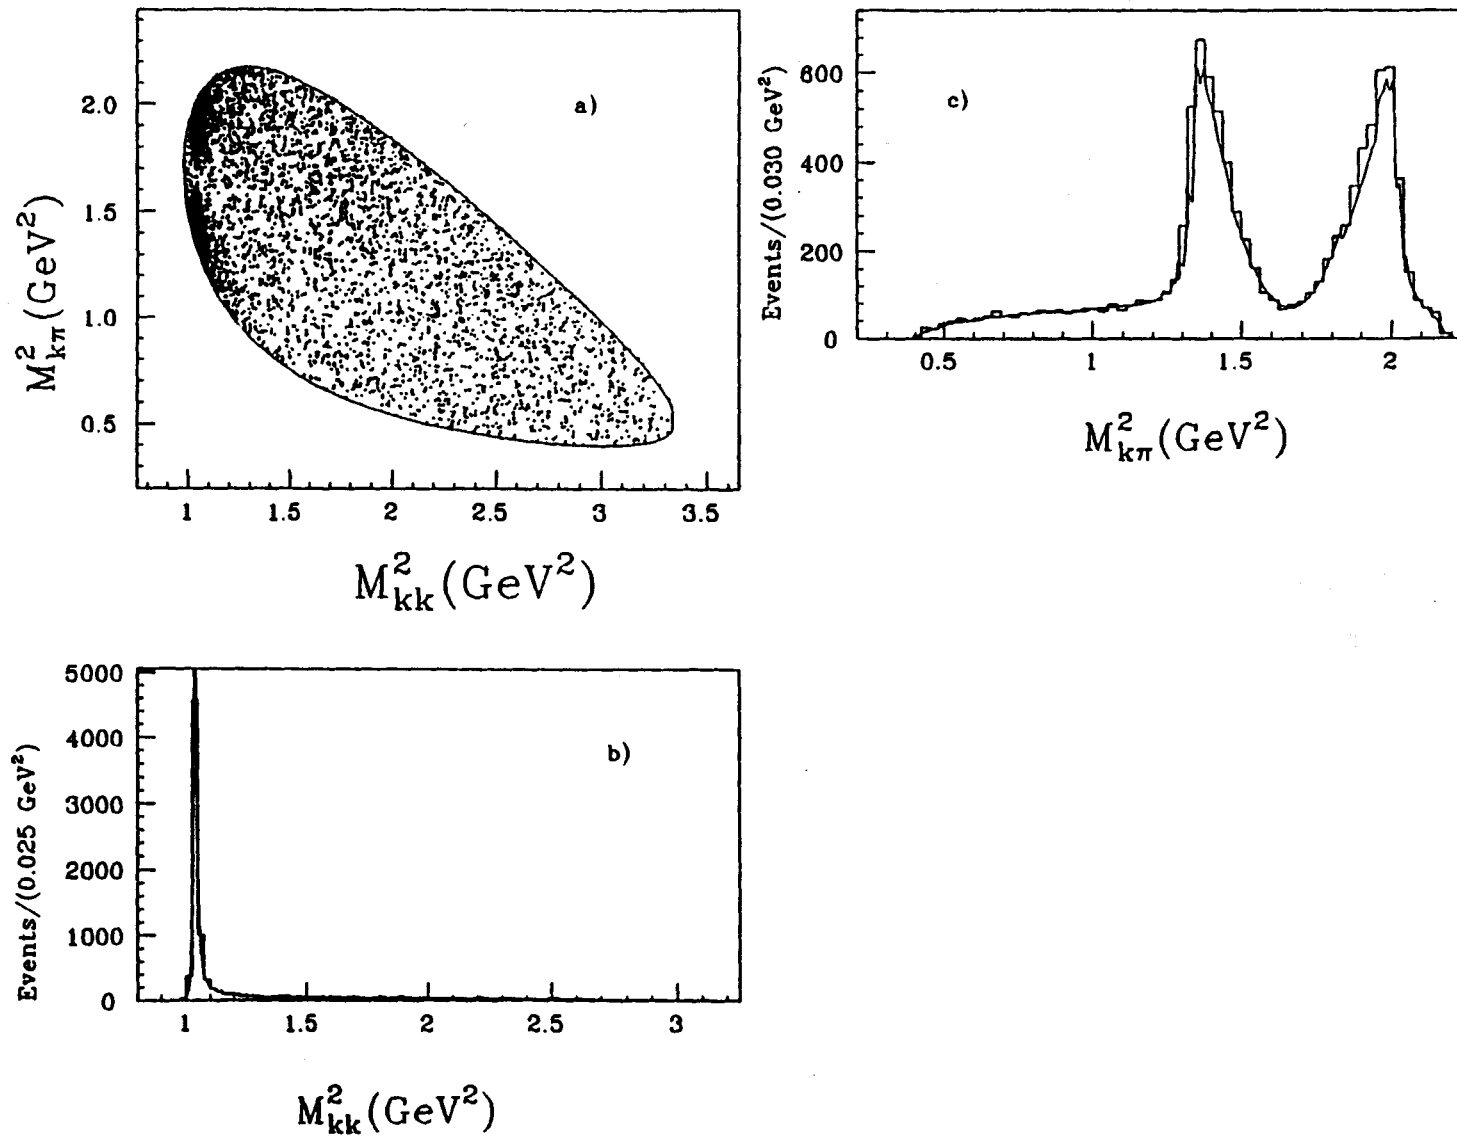 a)
2.0
1.5
1.0
0.5
M²kπ(GeV²)
1 1.5 2 2.5 3 3.5
M²kk(GeV²)
c)
600
400
200
0
Events/(0.030 GeV²)
0.5 1 1.5 2
M²kπ(GeV²)
b)
5000
4000
3000
2000
1000
0
Events/(0.025 GeV²)
1 1.5 2 2.5 3
M²kk(GeV²)